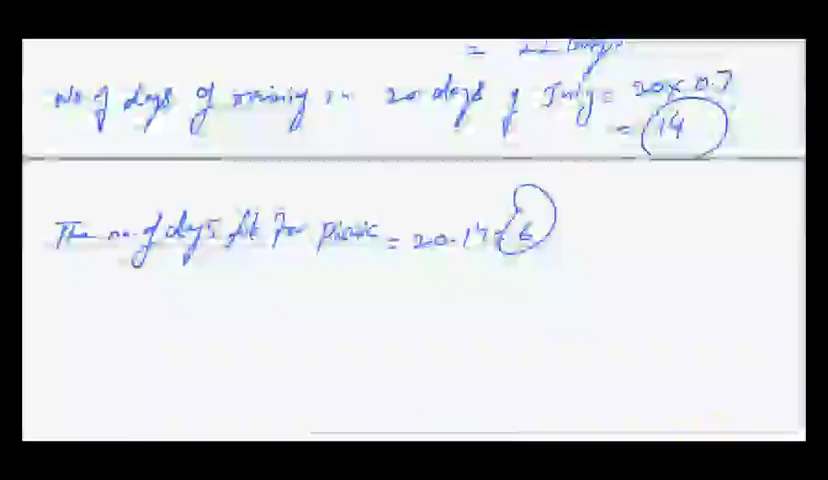 =
No of days of raining in 20 days of July = 20 x 0.7
= 14
The no. of days fit for picnic = 20-14 = 6